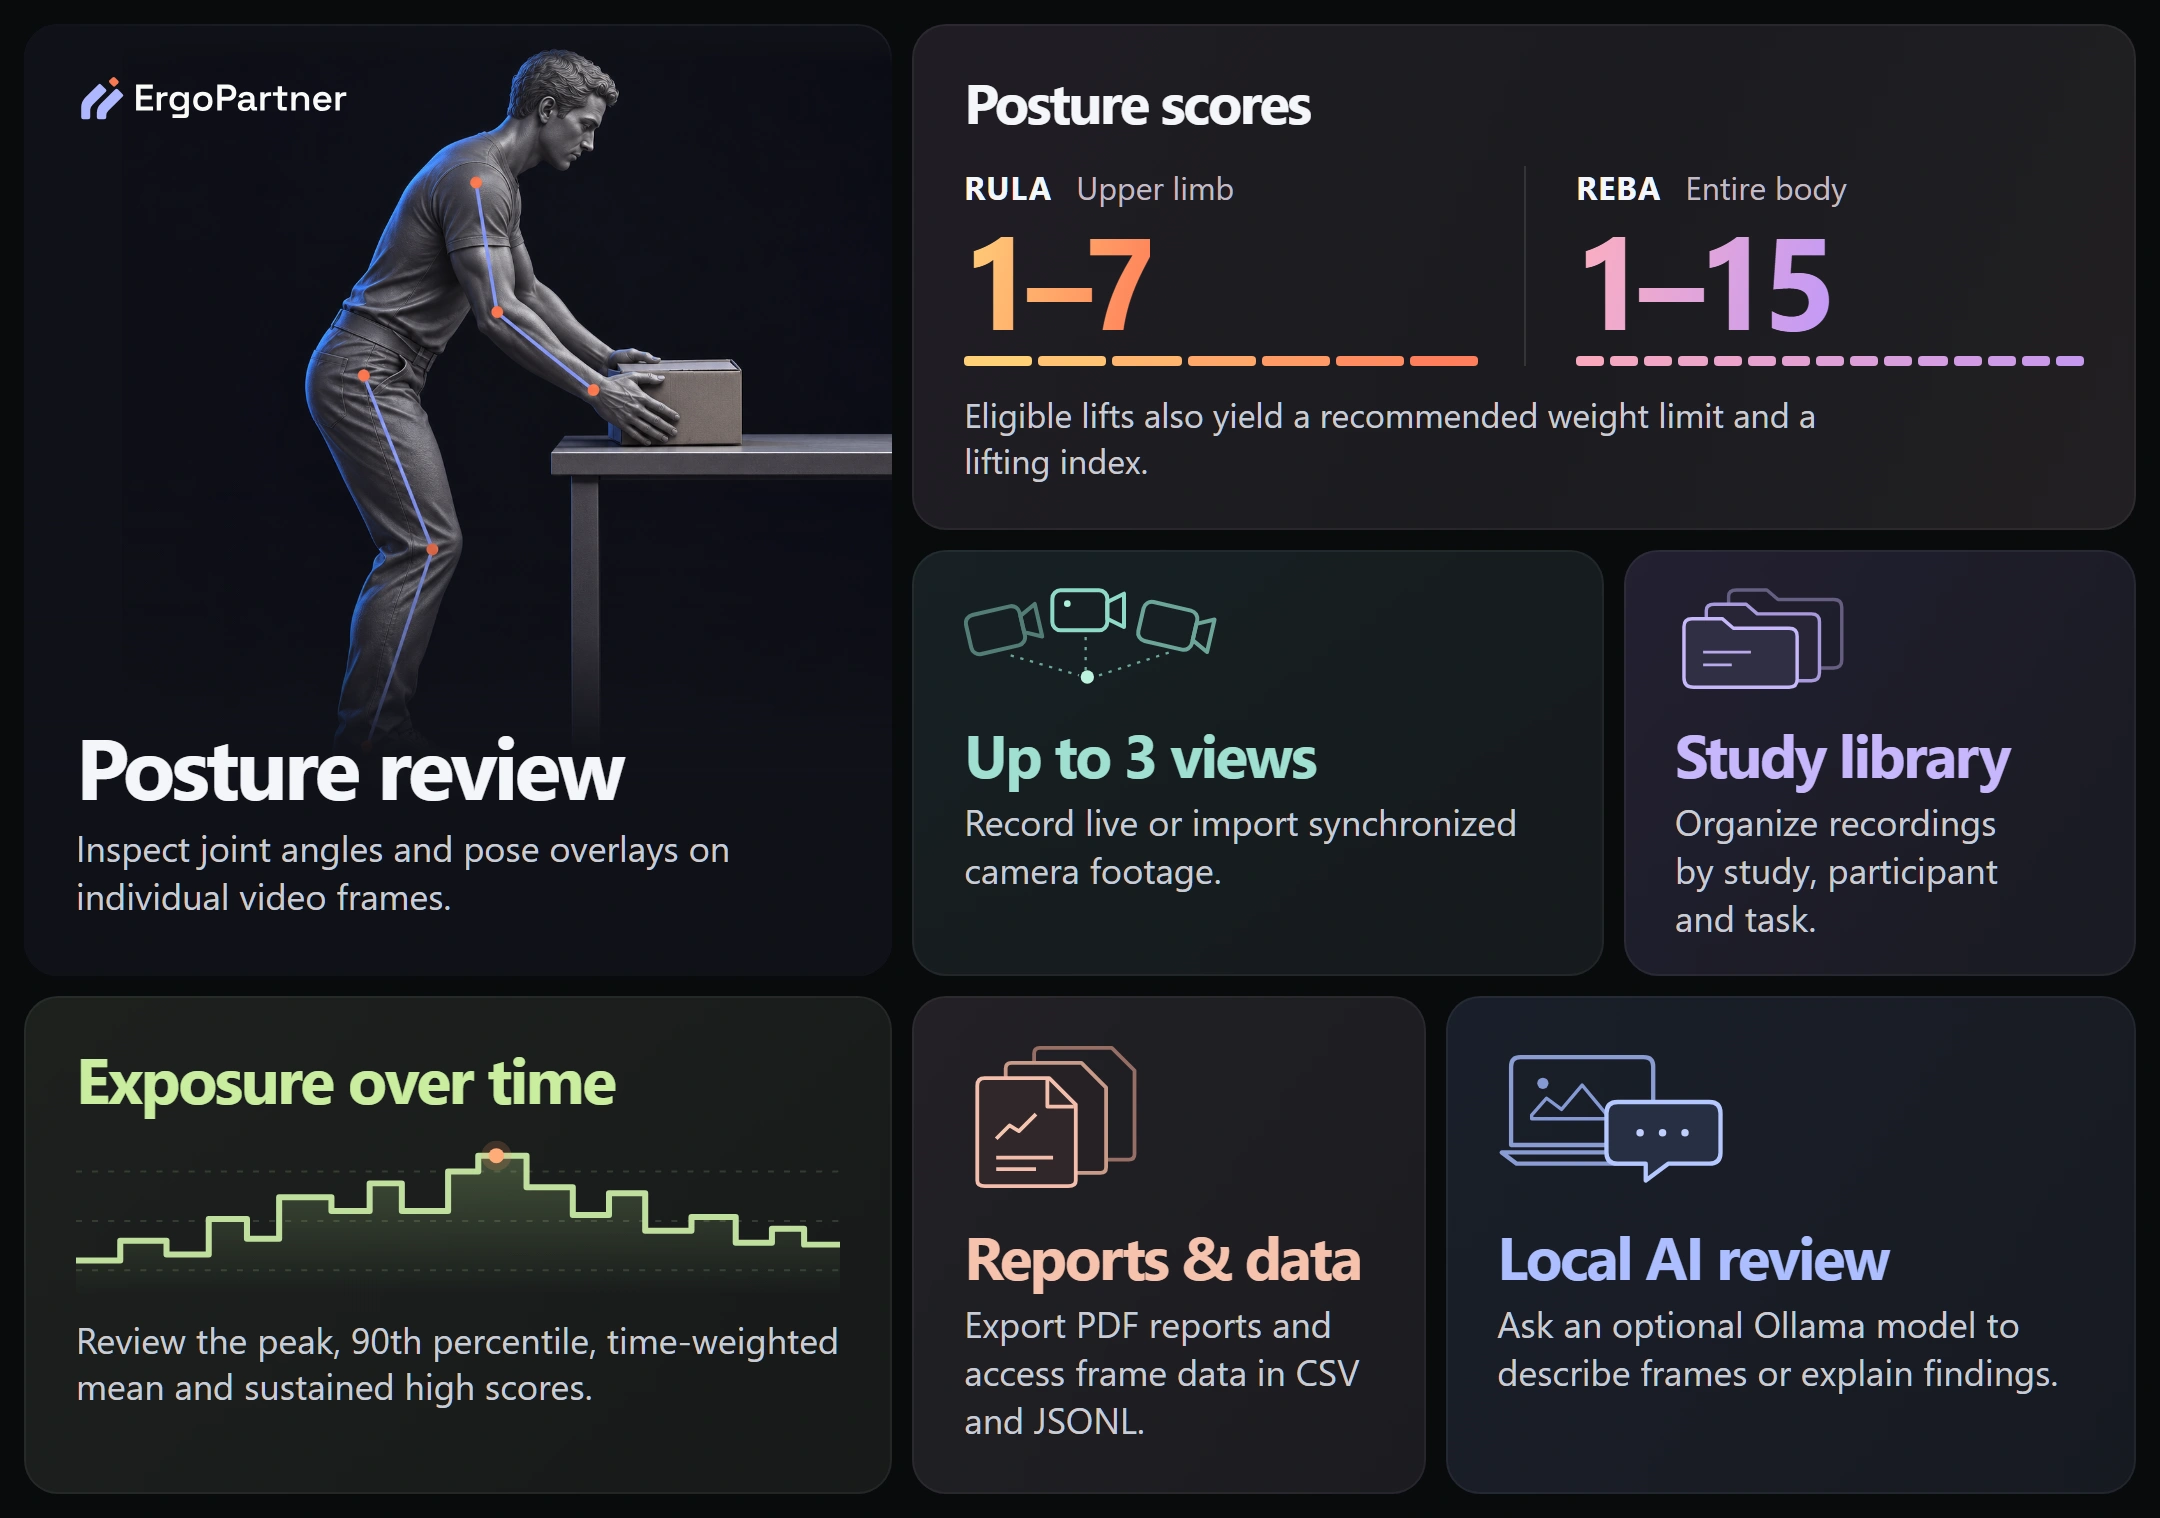 ErgoPartner
Posture review
Inspect joint angles and pose overlays on
individual video frames.
Posture scores
RULA Upper limb
1–7
REBA Entire body
1–15
Eligible lifts also yield a recommended weight limit and a
lifting index.
Up to 3 views
Record live or import synchronized
camera footage.
Study library
Organize recordings
by study, participant
and task.
Exposure over time
Review the peak, 90th percentile, time-weighted
mean and sustained high scores.
Reports & data
Export PDF reports and
access frame data in CSV
and JSONL.
Local AI review
Ask an optional Ollama model to
describe frames or explain findings.